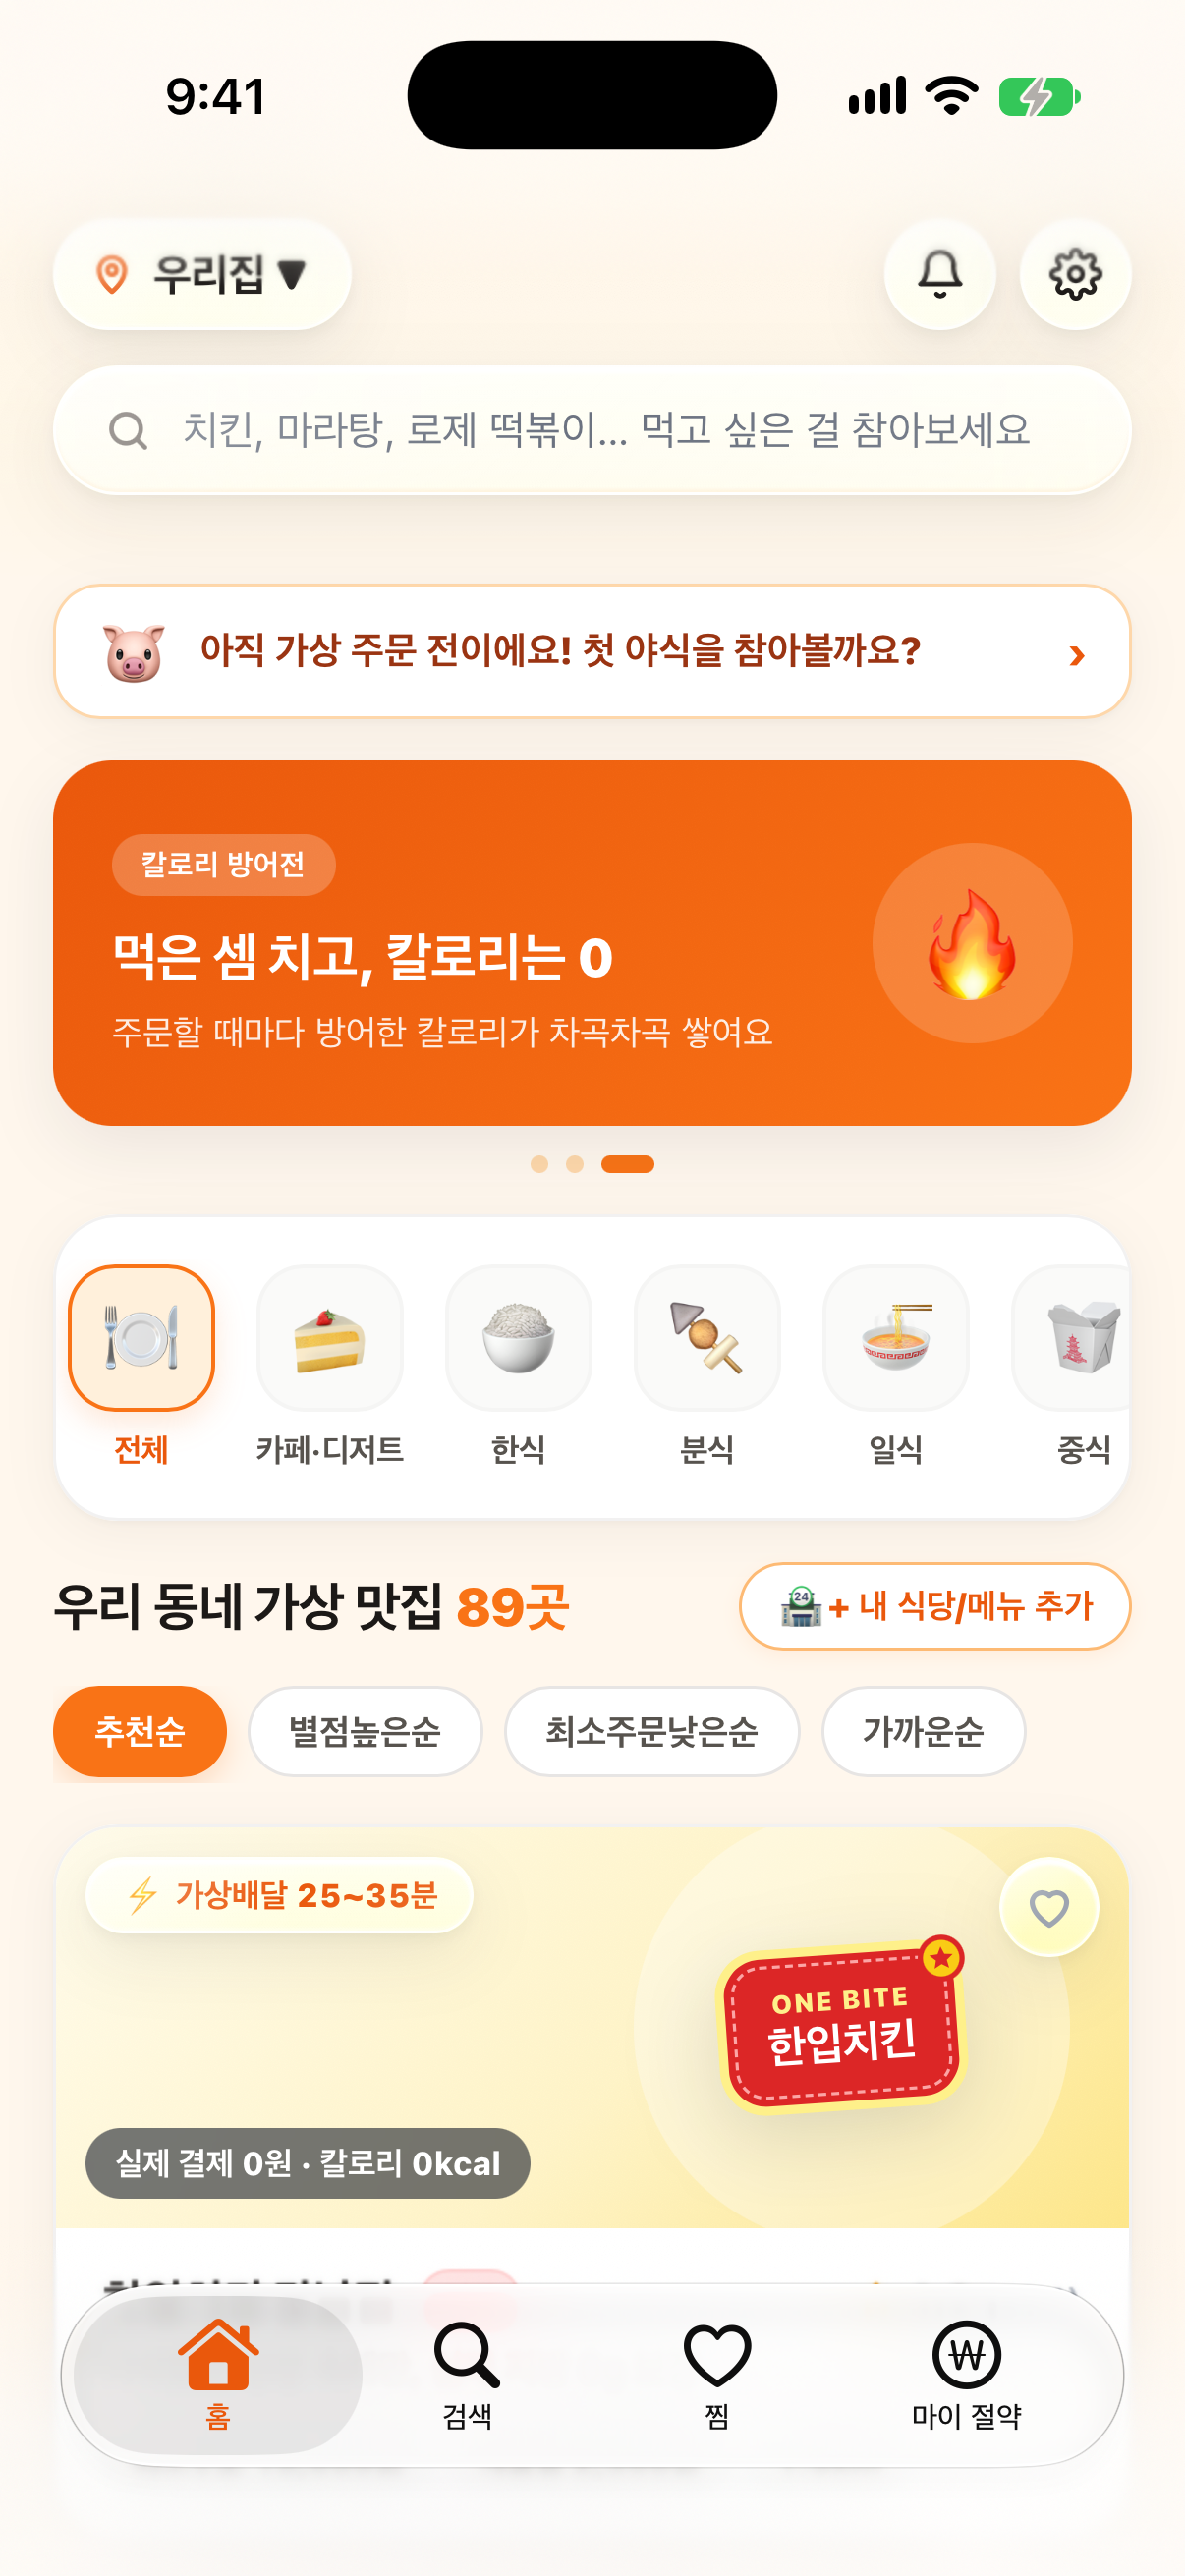 9:41
우리집 ▼
치킨, 마라탕, 로제 떡볶이... 먹고 싶은 걸 참아보세요
아직 가상 주문 전이에요! 첫 야식을 참아볼까요?
칼로리 방어전
먹은 셈 치고, 칼로리는 0
주문할 때마다 방어한 칼로리가 차곡차곡 쌓여요
전체 카페·디저트 한식 분식 일식 중식
우리 동네 가상 맛집 89곳
24 + 내 식당/메뉴 추가
추천순 별점높은순 최소주문낮은순 가까운순
가상배달 25~35분
ONE BITE
한입치킨
실제 결제 0원 · 칼로리 0kcal
홈 검색 찜 마이 절약